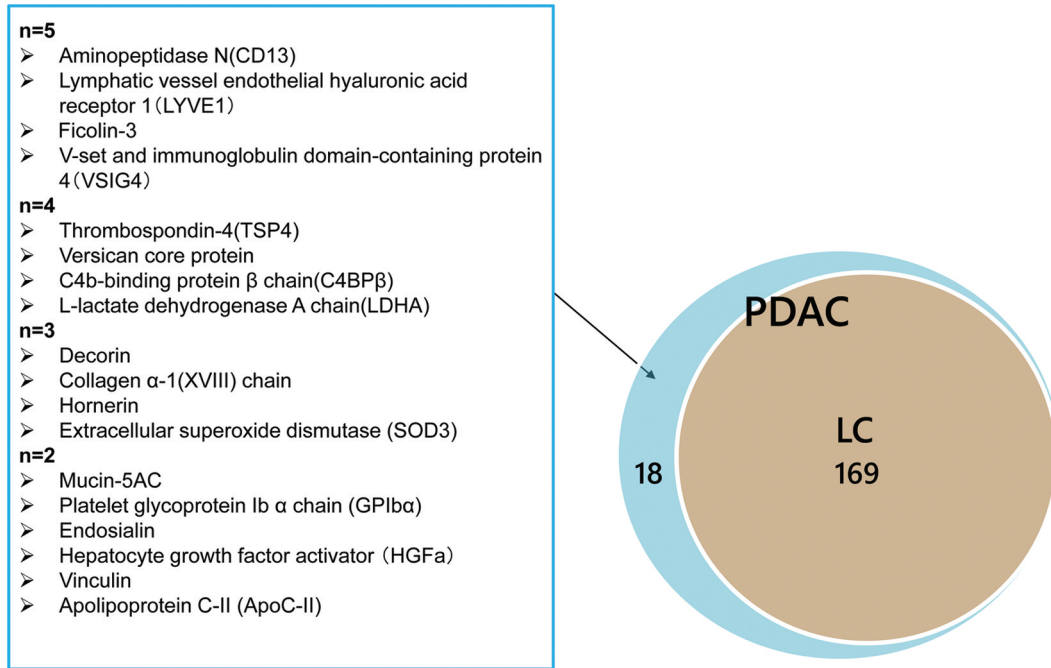 n=5
➢ Aminopeptidase N(CD13)
➢ Lymphatic vessel endothelial hyaluronic acid
receptor 1(LYVE1)
➢ Ficolin-3
➢ V-set and immunoglobulin domain-containing protein
4(VSIG4)
n=4
➢ Thrombospondin-4(TSP4)
➢ Versican core protein
➢ C4b-binding protein β chain(C4BPβ)
➢ L-lactate dehydrogenase A chain(LDHA)
n=3
➢ Decorin
➢ Collagen α-1(XVIII) chain
➢ Hornerin
➢ Extracellular superoxide dismutase (SOD3)
n=2
➢ Mucin-5AC
➢ Platelet glycoprotein Ib α chain (GPIbα)
➢ Endosialin
➢ Hepatocyte growth factor activator (HGFa)
➢ Vinculin
➢ Apolipoprotein C-II (ApoC-II)
PDAC
LC
18 169